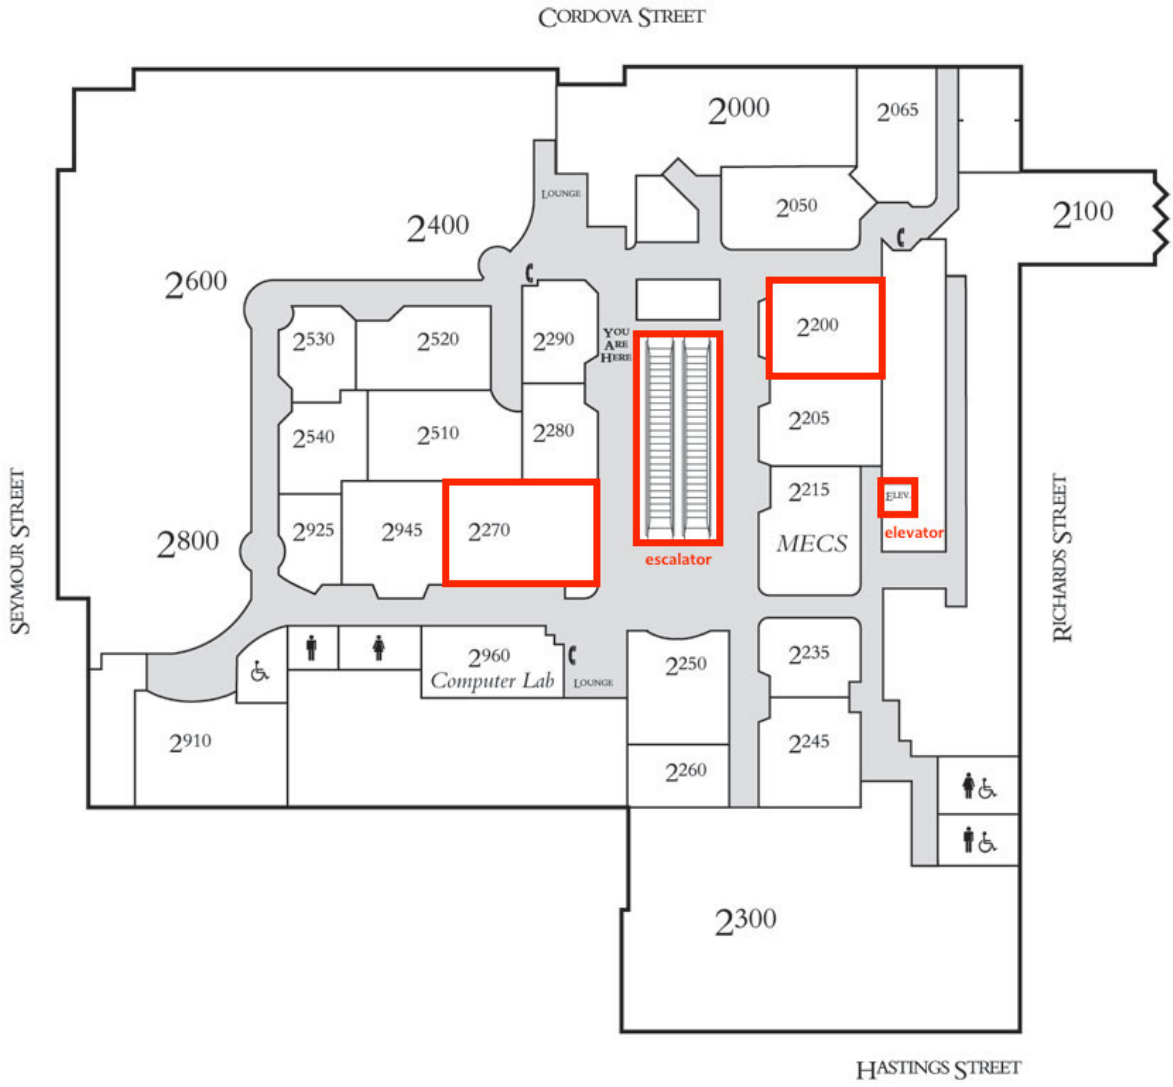 CORDOVA STREET
2000
2065
LOUNGE
2050
2100
2400
2600
2200
2530
2520
2290
YOU
ARE
HERE
2205
2540
2510
2280
2215
ELEV.
SEYMOUR STREET
RICHARDS STREET
2925
2945
2270
MECS
elevator
2800
escalator
2960
Computer Lab
LOUNGE
2250
2235
2910
2245
2260
2300
HASTINGS STREET